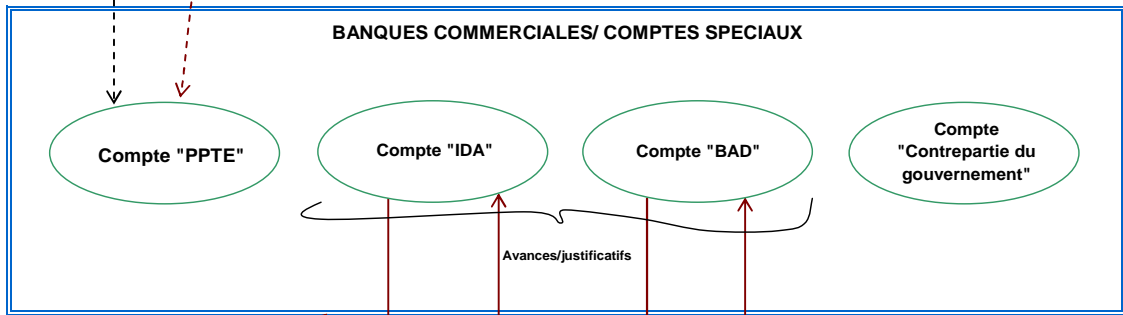 BANQUES COMMERCIALES/ COMPTES SPECIAUX
Compte "PPTE"
Compte "IDA"
Compte "BAD"
Compte
"Contrepartie du
gouvernement"
Avances/justificatifs